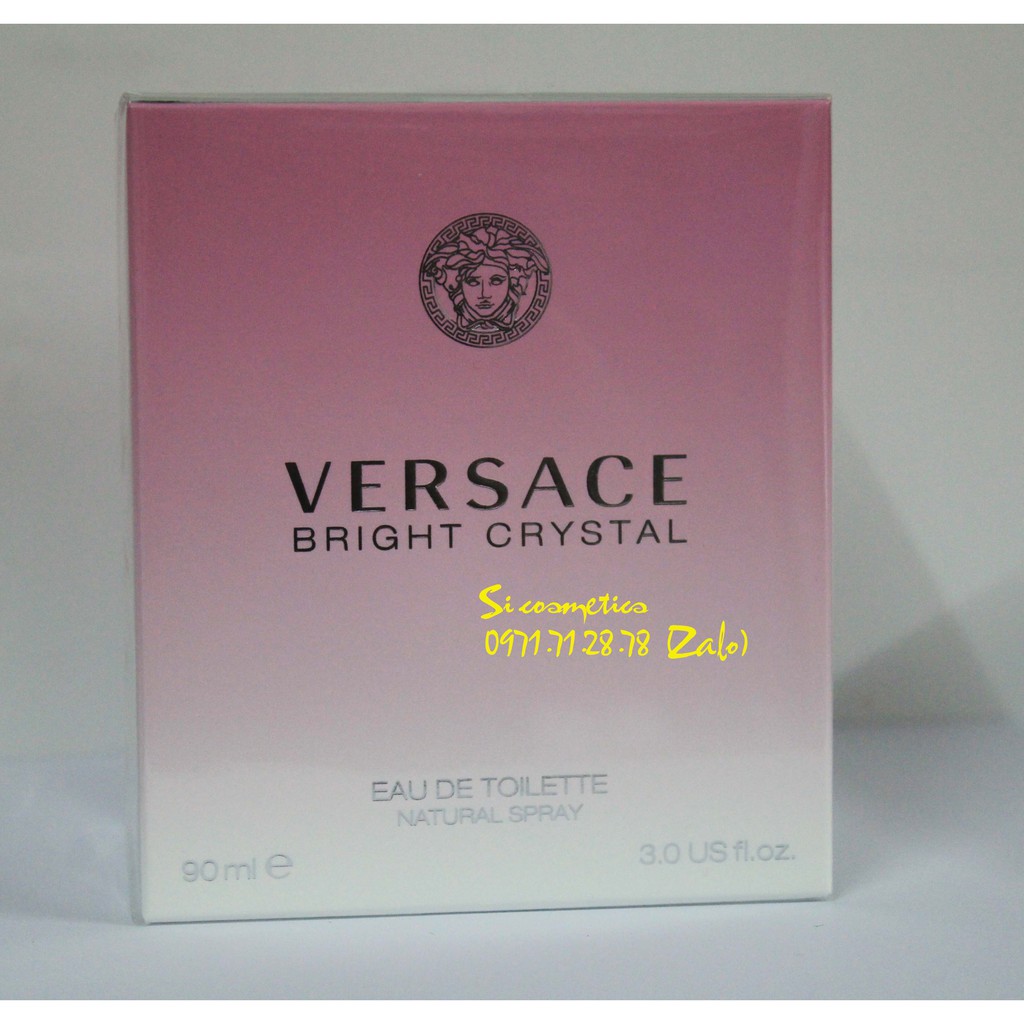 VERSACE
BRIGHT CRYSTAL
Si cosmetics
0971.71.28.78 (Zalo)
EAU DE TOILETTE
NATURAL SPRAY
90 ml ℮
3.0 US fl.oz.